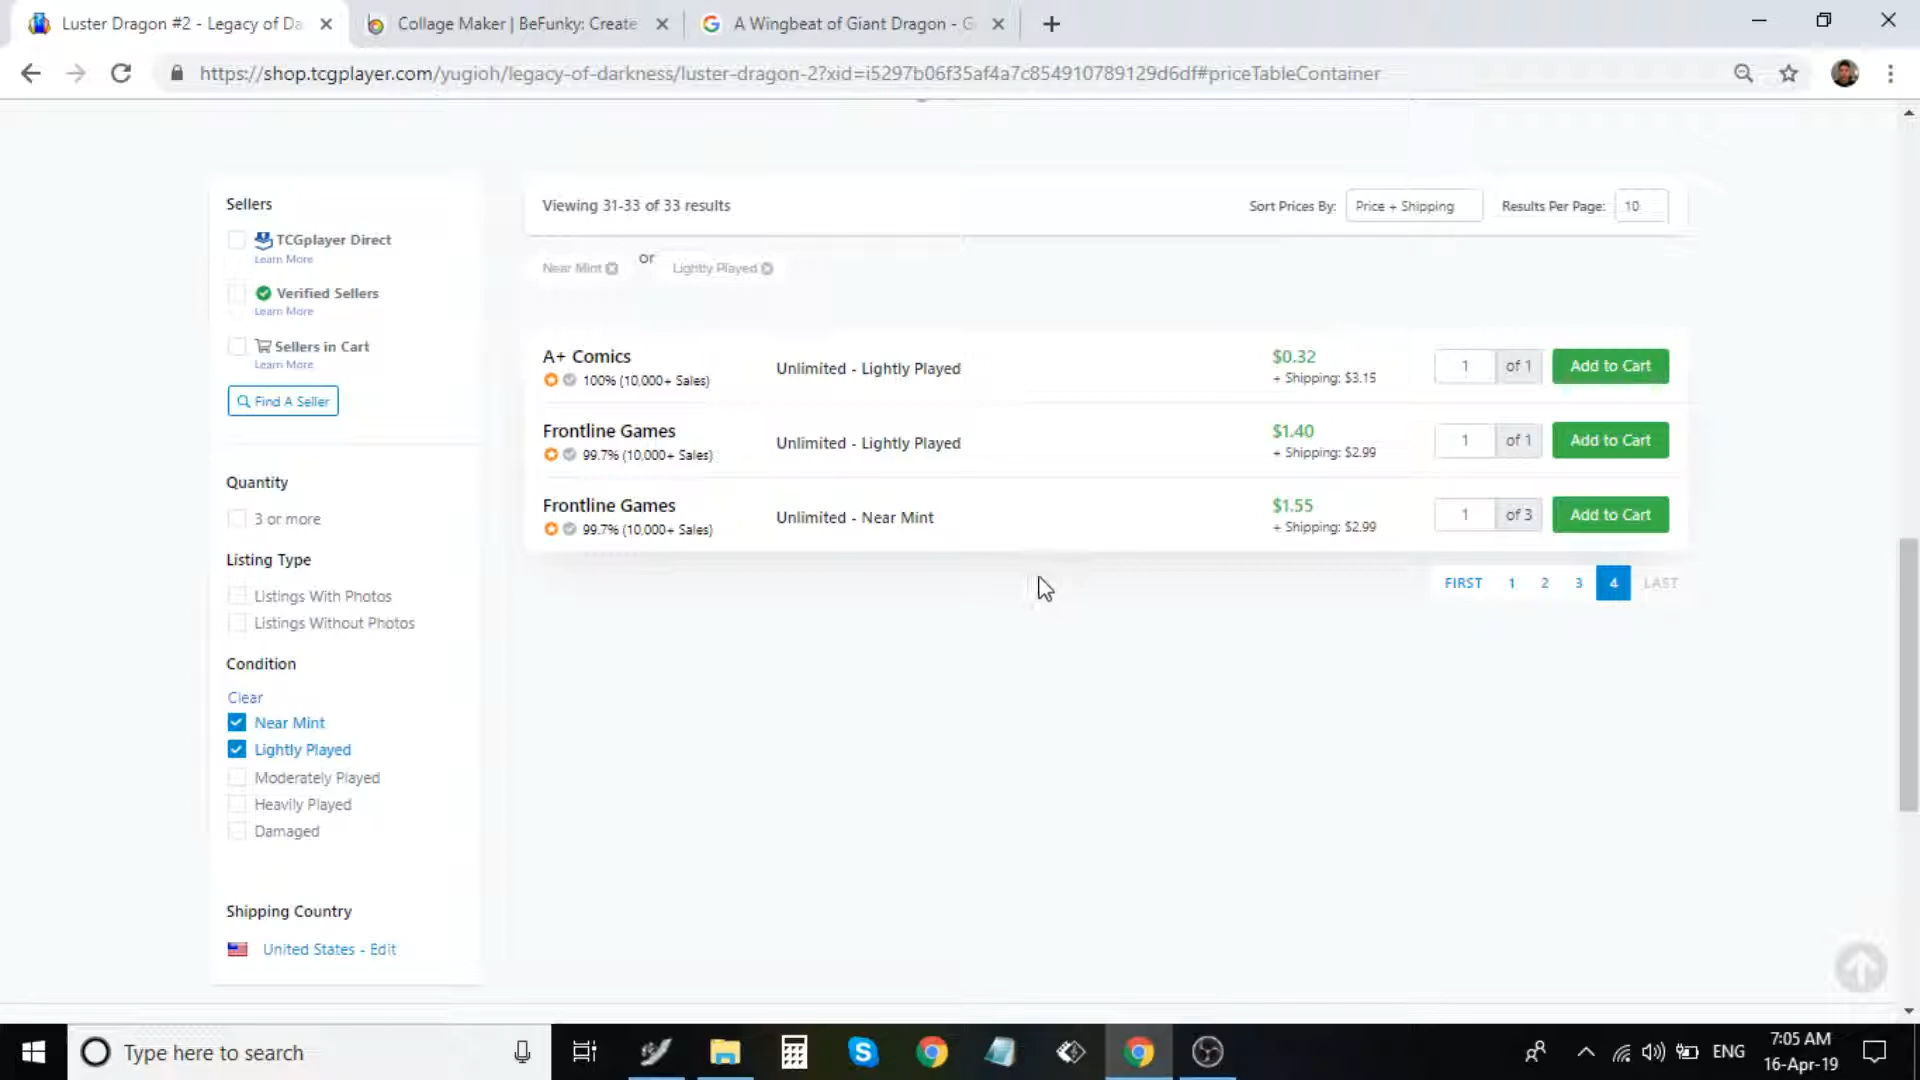 Luster Dragon #2 - Legacy of Da
Collage Maker | BeFunky: Create
A Wingbeat of Giant Dragon - G
https://shop.tcgplayer.com/yugioh/legacy-of-darkness/luster-dragon-2?xid=i5297b06f35af4a7c854910789129d6df#priceTableContainer
Sellers
TCGplayer Direct
Learn More
Verified Sellers
Learn More
Sellers in Cart
Learn More
Find A Seller
Quantity
3 or more
Listing Type
Listings With Photos
Listings Without Photos
Condition
Clear
Near Mint
Lightly Played
Moderately Played
Heavily Played
Damaged
Shipping Country
United States - Edit
Viewing 31-33 of 33 results
Sort Prices By: Price + Shipping Results Per Page: 10
Near Mint or Lightly Played
A+ Comics
100% (10,000+ Sales)
Unlimited - Lightly Played
$0.32
+ Shipping: $3.15
1 of 1 Add to Cart
Frontline Games
99.7% (10,000+ Sales)
Unlimited - Lightly Played
$1.40
+ Shipping: $2.99
1 of 1 Add to Cart
Frontline Games
99.7% (10,000+ Sales)
Unlimited - Near Mint
$1.55
+ Shipping: $2.99
1 of 3 Add to Cart
FIRST 1 2 3 4 LAST
Type here to search
ENG
7:05 AM
16-Apr-19